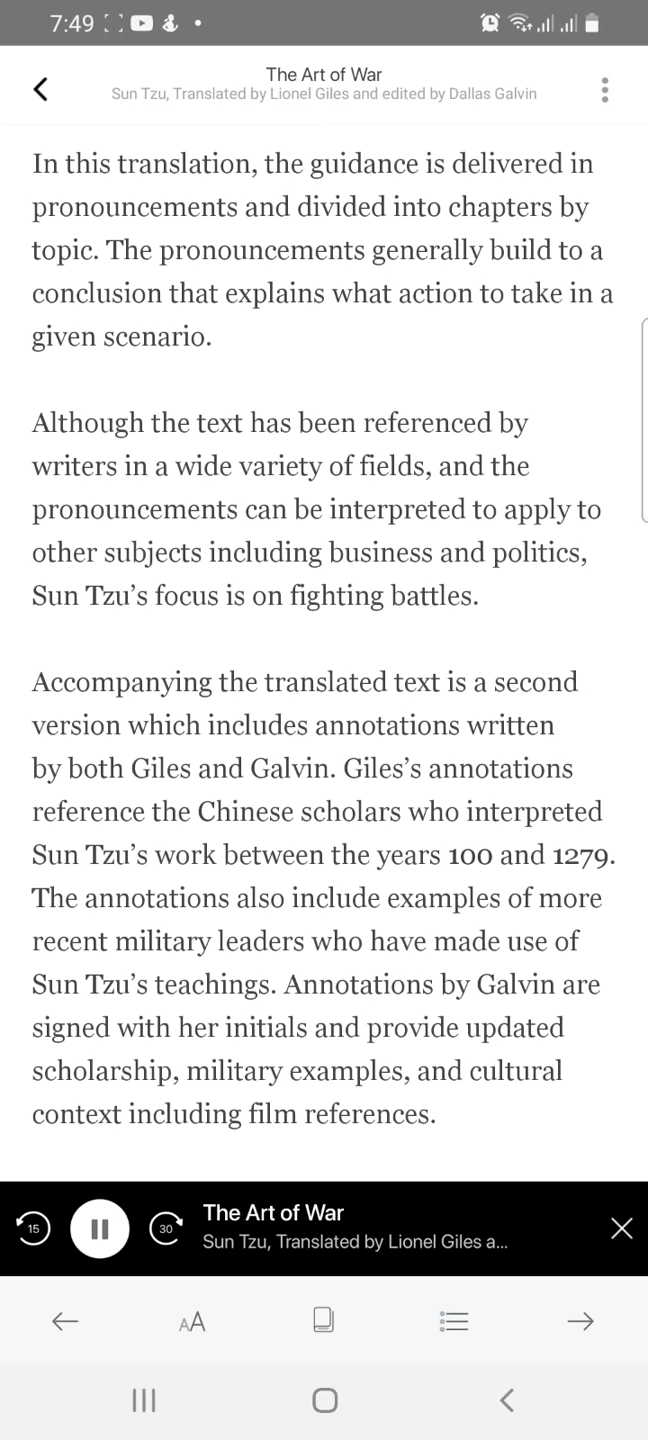 7:49
The Art of War
Sun Tzu, Translated by Lionel Giles and edited by Dallas Galvin
In this translation, the guidance is delivered in
pronouncements and divided into chapters by
topic. The pronouncements generally build to a
conclusion that explains what action to take in a
given scenario.
Although the text has been referenced by
writers in a wide variety of fields, and the
pronouncements can be interpreted to apply to
other subjects including business and politics,
Sun Tzu’s focus is on fighting battles.
Accompanying the translated text is a second
version which includes annotations written
by both Giles and Galvin. Giles’s annotations
reference the Chinese scholars who interpreted
Sun Tzu’s work between the years 100 and 1279.
The annotations also include examples of more
recent military leaders who have made use of
Sun Tzu’s teachings. Annotations by Galvin are
signed with her initials and provide updated
scholarship, military examples, and cultural
context including film references.
15
30
The Art of War
Sun Tzu, Translated by Lionel Giles a...
AA